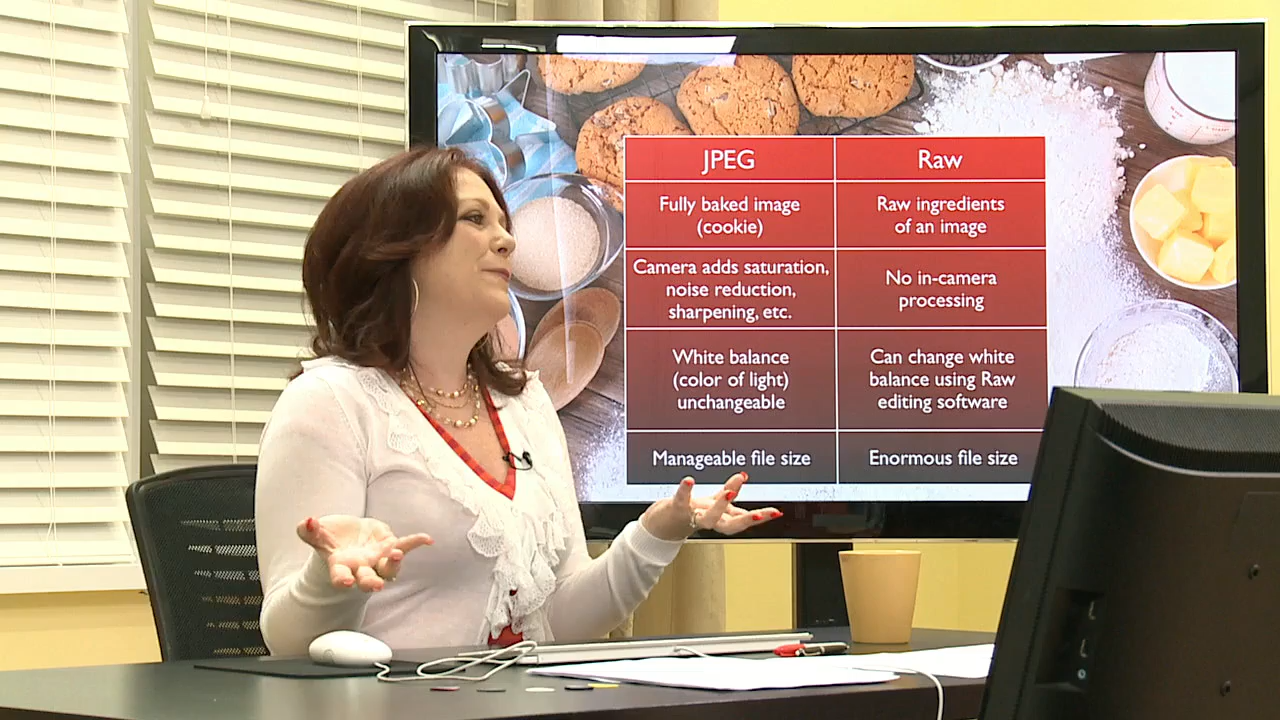 JPEG
Raw
Fully baked image
(cookie)
Raw ingredients
of an image
Camera adds saturation,
noise reduction,
sharpening, etc.
No in-camera
processing
White balance
(color of light)
unchangeable
Can change white
balance using Raw
editing software
Manageable file size
Enormous file size